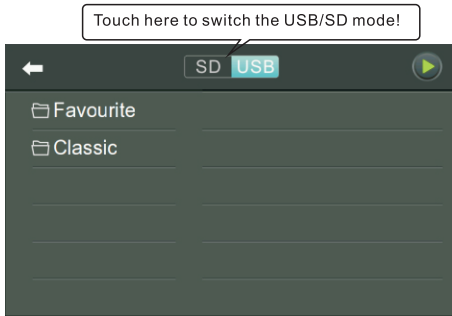 Touch here to switch the USB/SD mode!
SD USB
Favourite
Classic